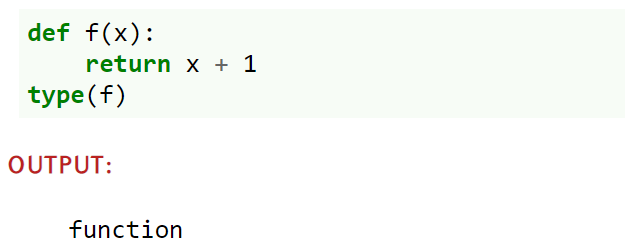 def f(x):
    return x + 1
type(f)
OUTPUT:
function